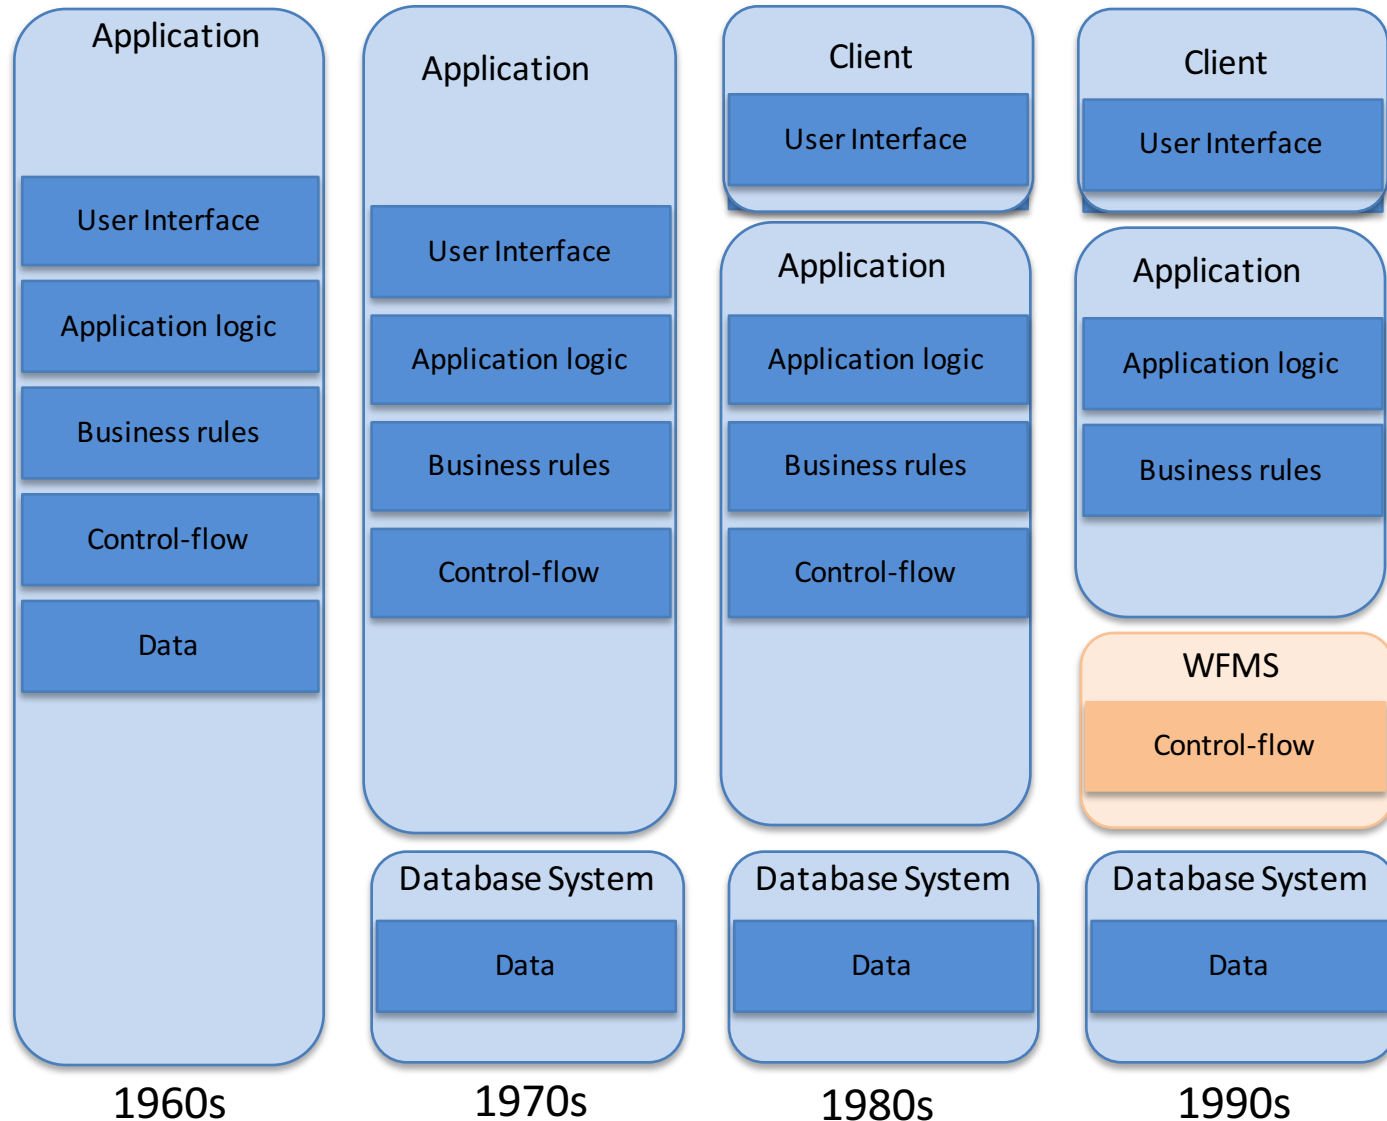 Application
User Interface
Application logic
Business rules
Control-flow
Data
1960s
Application
User Interface
Application logic
Business rules
Control-flow
Database System
Data
1970s
Client
User Interface
Application
Application logic
Business rules
Control-flow
Database System
Data
1980s
Client
User Interface
Application
Application logic
Business rules
WFMS
Control-flow
Database System
Data
1990s